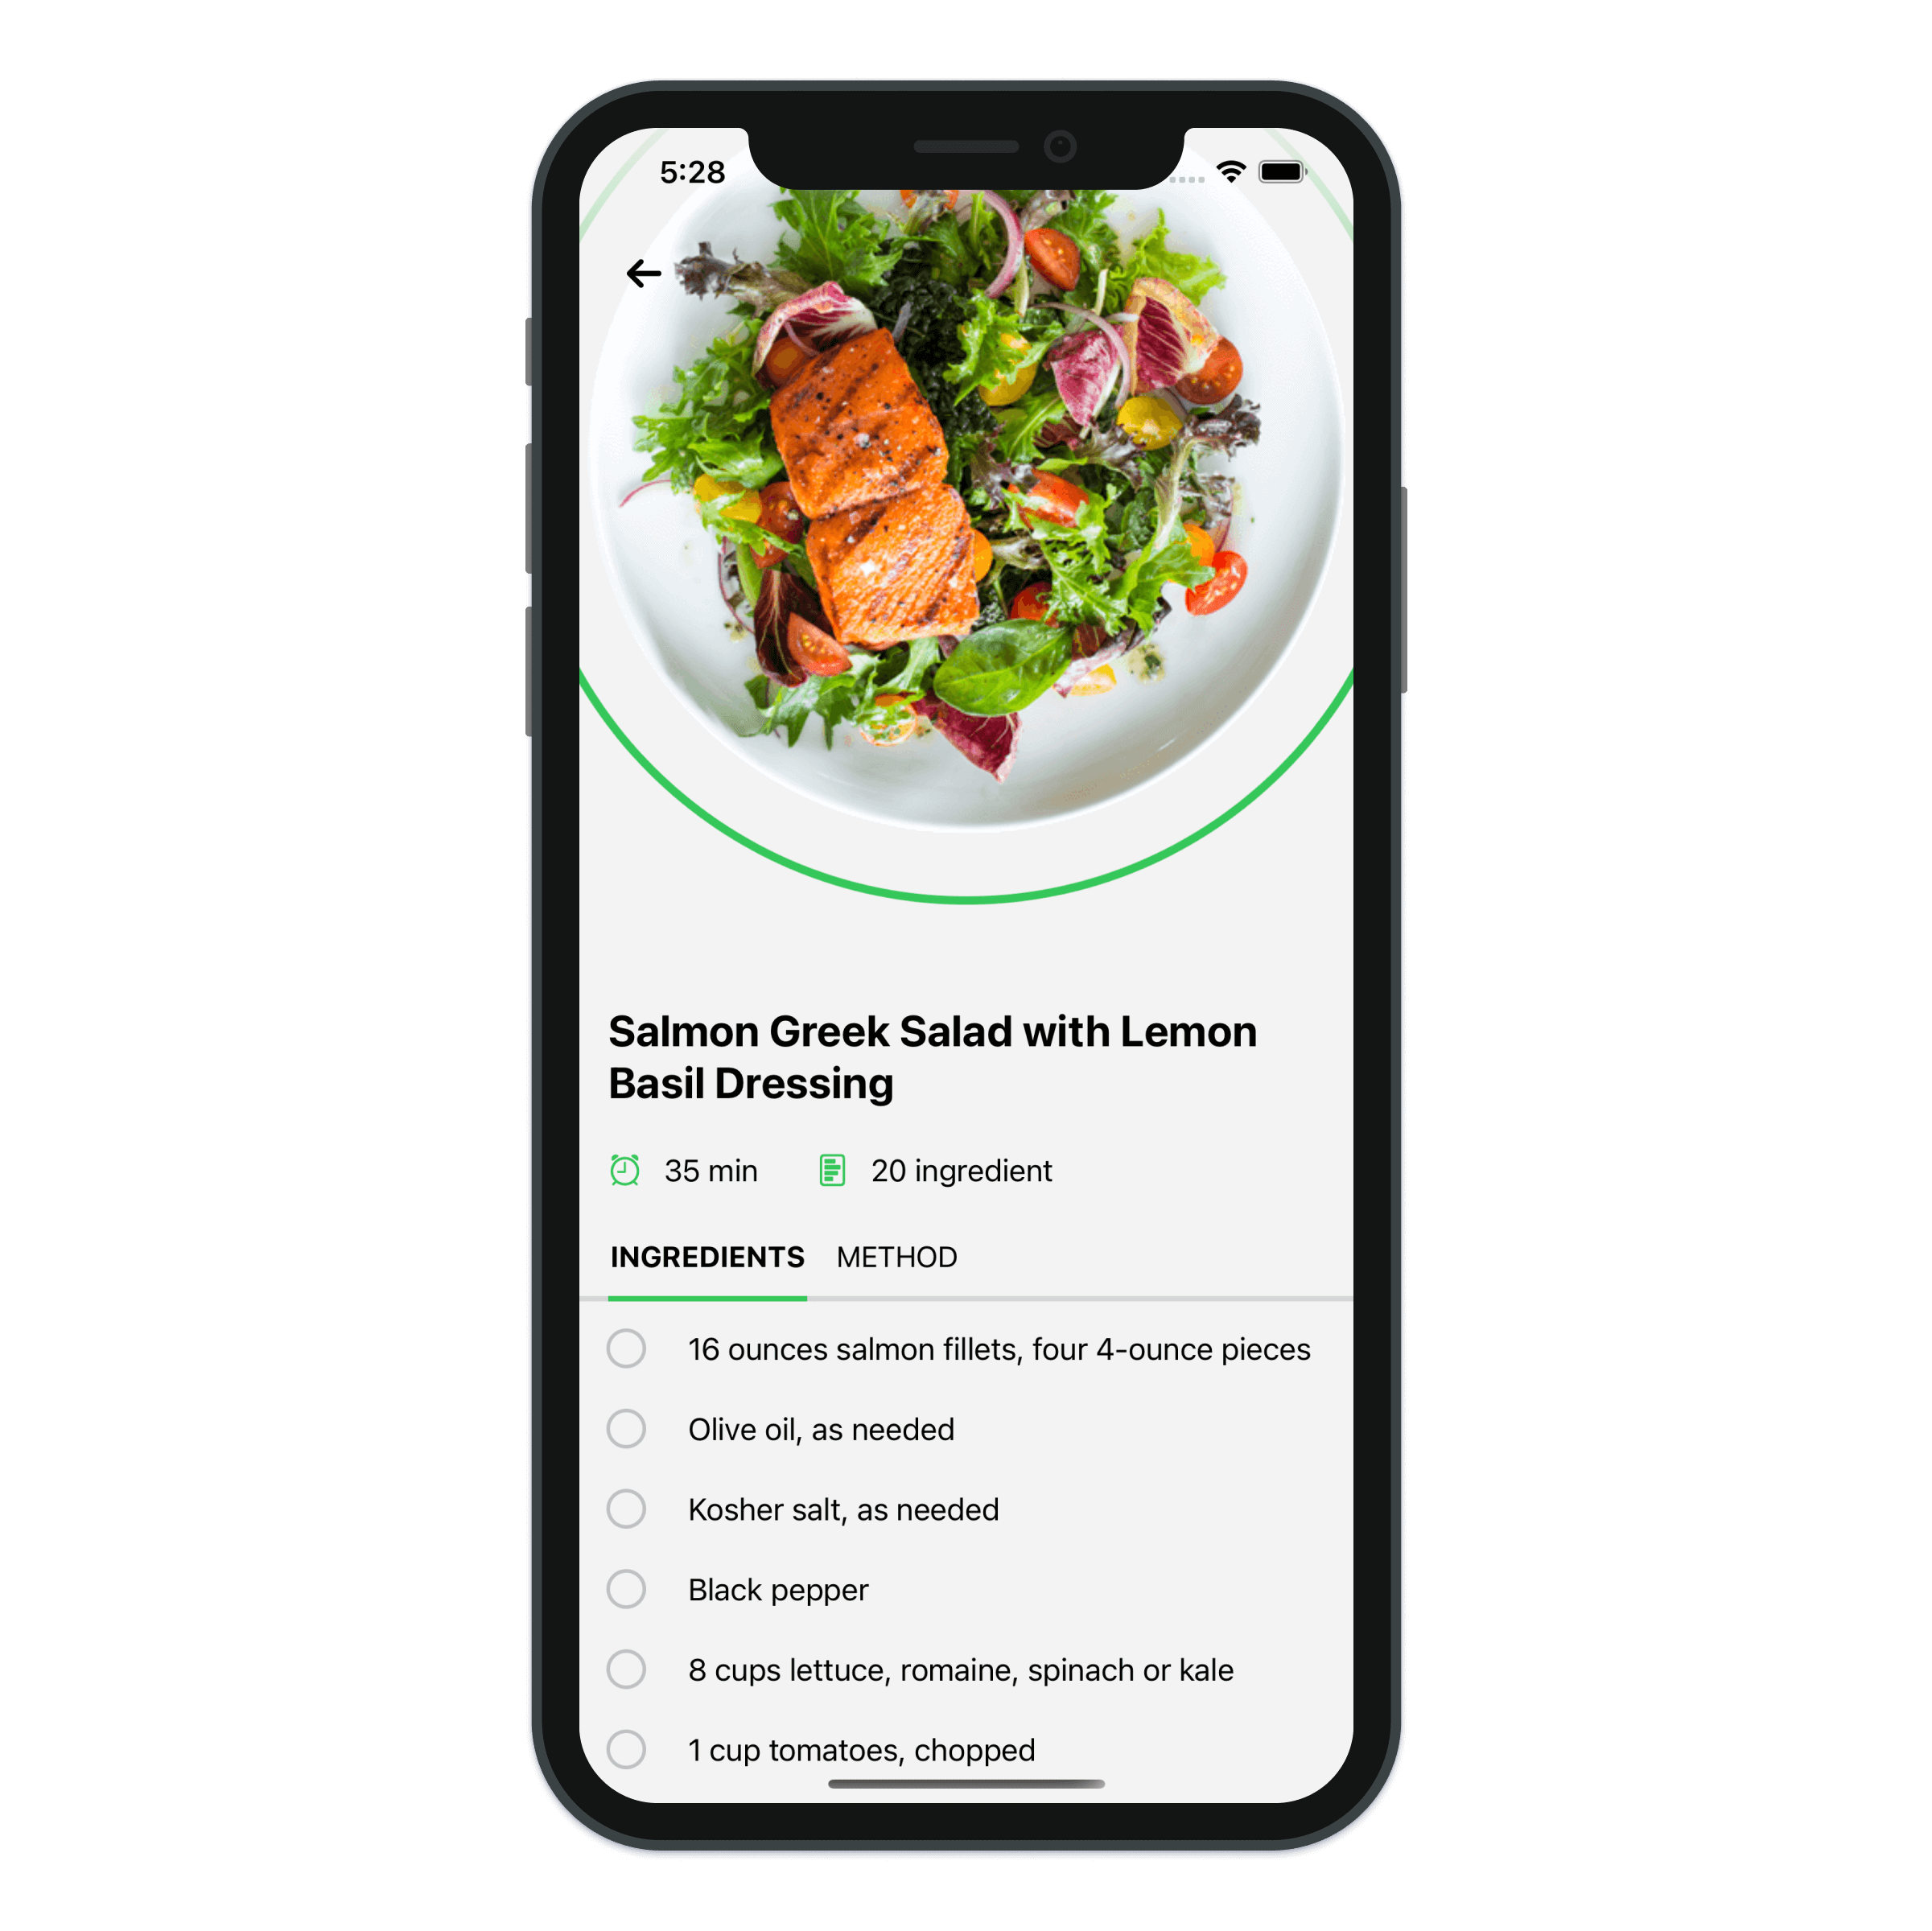 5:28
Salmon Greek Salad with Lemon
Basil Dressing
35 min
20 ingredient
INGREDIENTS
METHOD
16 ounces salmon fillets, four 4-ounce pieces
Olive oil, as needed
Kosher salt, as needed
Black pepper
8 cups lettuce, romaine, spinach or kale
1 cup tomatoes, chopped